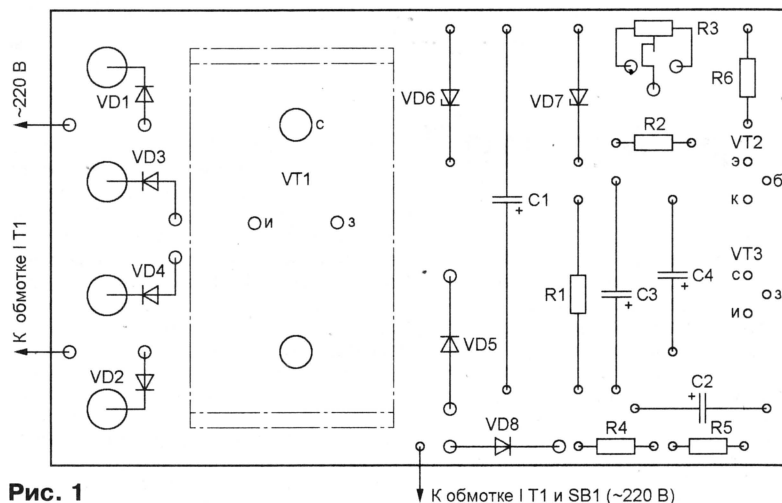 ~220 В
К обмотке I T1
VD1
VD3
VD4
VD2
VT1
с
и
з
VD6
VD5
VD8
C1
VD7
R1
R2
R3
R6
VT2
э
б
к
VT3
с
з
и
C3
C4
C2
R4
R5
Рис. 1
К обмотке I T1 и SB1 (~220 В)